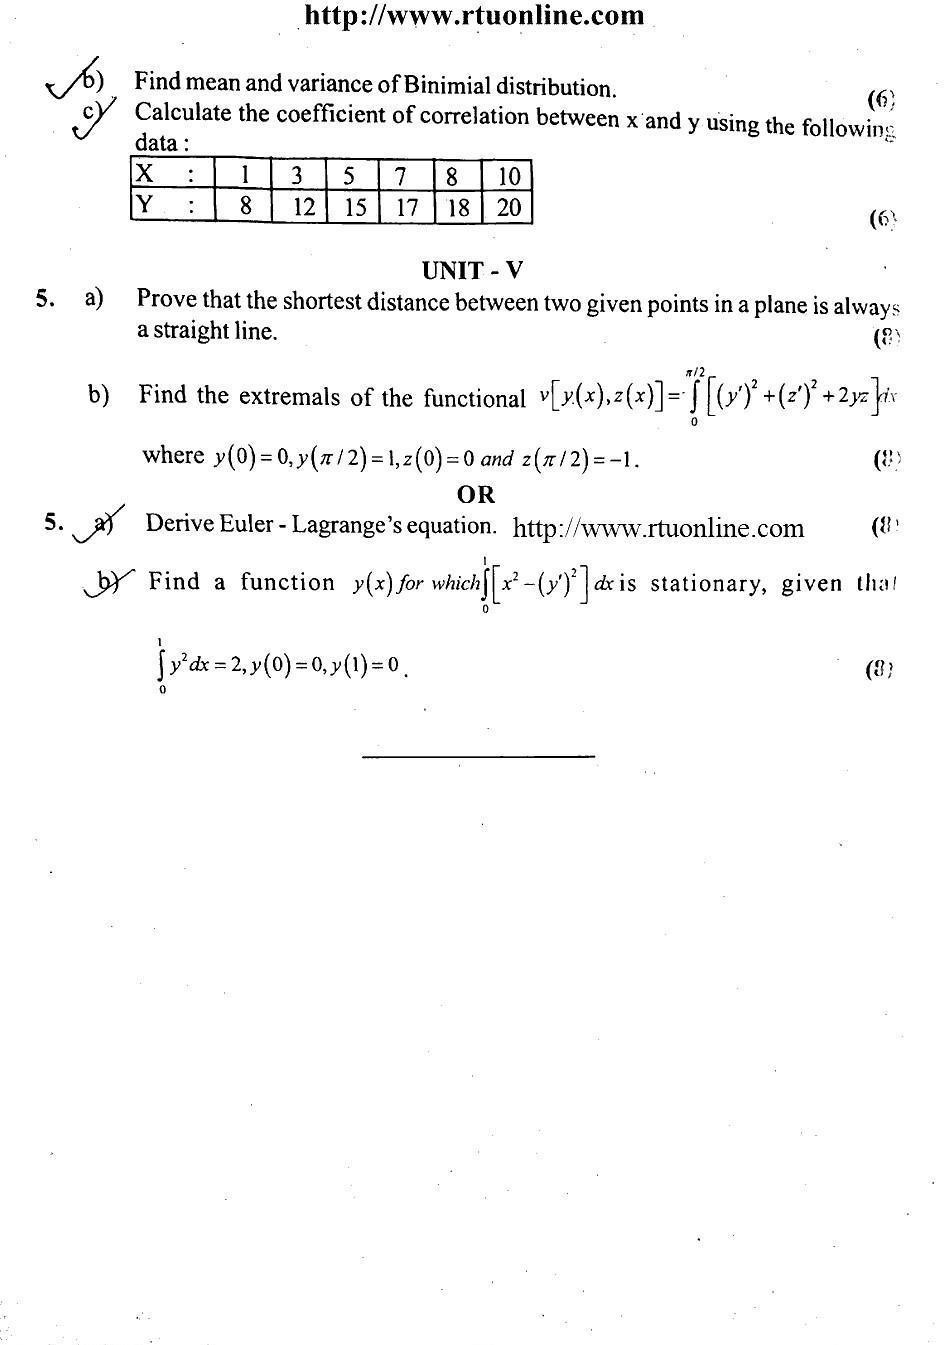 http://www.rtuonline.com
b) Find mean and variance of Binimial distribution. (6)
c) Calculate the coefficient of correlation between x and y using the following
data :
X : 1 3 5 7 8 10
Y : 8 12 15 17 18 20
(6)
UNIT - V
5. a) Prove that the shortest distance between two given points in a plane is always
a straight line. (8)
b) Find the extremals of the functional v[y(x),z(x)]=∫₀^(π/2)[(y')²+(z')²+2yz]dx
where y(0)=0,y(π/2)=1,z(0)=0 and z(π/2)=-1. (8)
OR
5. a) Derive Euler - Lagrange's equation. http://www.rtuonline.com (8)
b) Find a function y(x) for which ∫₀¹[x²-(y')²]dx is stationary, given that
∫₀¹y²dx=2,y(0)=0,y(1)=0. (8)